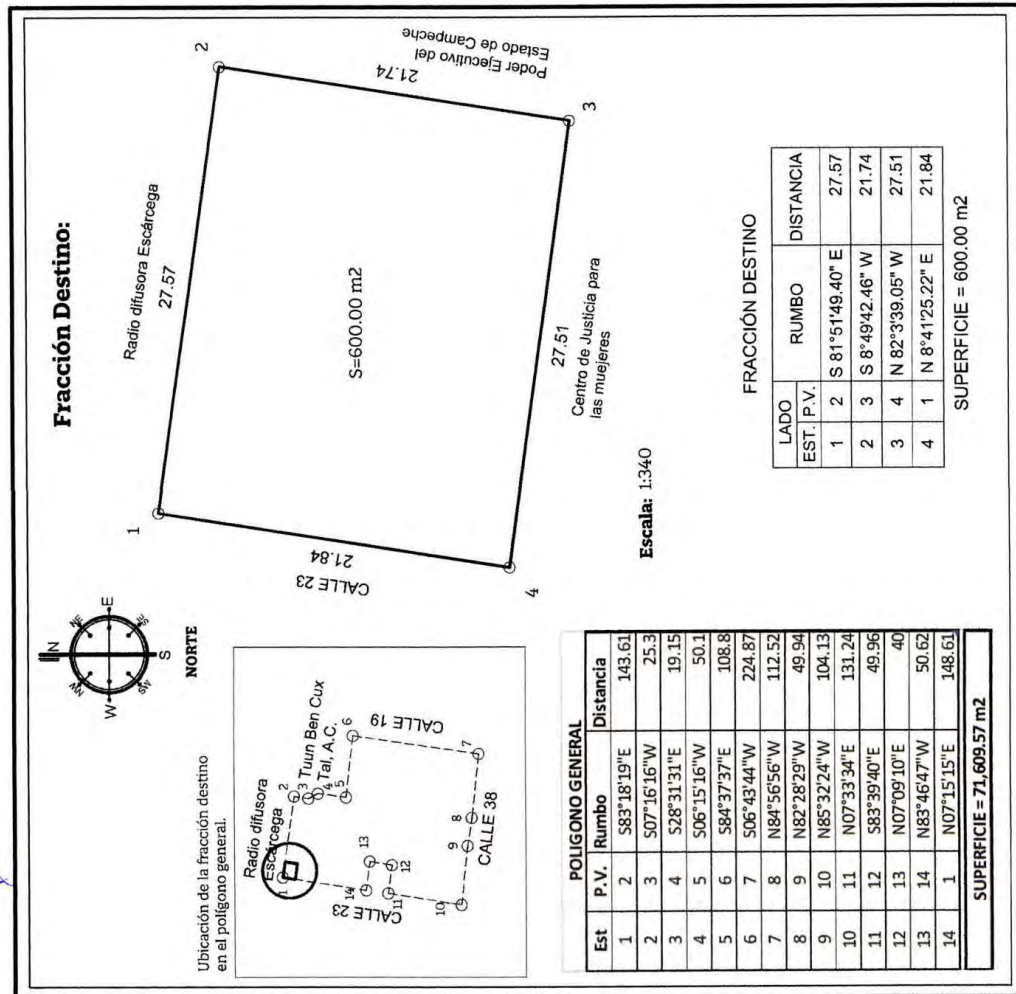 Fracción Destino:
N
NW
NE
W
E
SW
SE
S
NORTE
Ubicación de la fracción destino
en el polígono general.
Radio difusora
Escárcega
1
2
3
Tuun Ben Cux
Tal, A.C.
4
5
6
CALLE 19
7
8
9
CALLE 38
10
11
12
13
14
CALLE 23
1
Radio difusora Escárcega
27.57
2
21.74
Poder Ejecutivo del
Estado de Campeche
3
S=600.00 m2
CALLE 23
21.84
4
27.51
Centro de Justicia para
las muejeres
Escala: 1:340
POLIGONO GENERAL
Est P.V. Rumbo Distancia
1 2 S83°18'19"E 143.61
2 3 S07°16'16"W 25.3
3 4 S28°31'31"E 19.15
4 5 S06°15'16"W 50.1
5 6 S84°37'37"E 108.8
6 7 S06°43'44"W 224.87
7 8 N84°56'56"W 112.52
8 9 N82°28'29"W 49.94
9 10 N85°32'24"W 104.13
10 11 N07°33'34"E 131.24
11 12 S83°39'40"E 49.96
12 13 N07°09'10"E 40
13 14 N83°46'47"W 50.62
14 1 N07°15'15"E 148.61
SUPERFICIE = 71,609.57 m2
FRACCIÓN DESTINO
LADO RUMBO DISTANCIA
EST. P.V.
1 2 S 81°51'49.40" E 27.57
2 3 S 8°49'42.46" W 21.74
3 4 N 82°3'39.05" W 27.51
4 1 N 8°41'25.22" E 21.84
SUPERFICIE = 600.00 m2